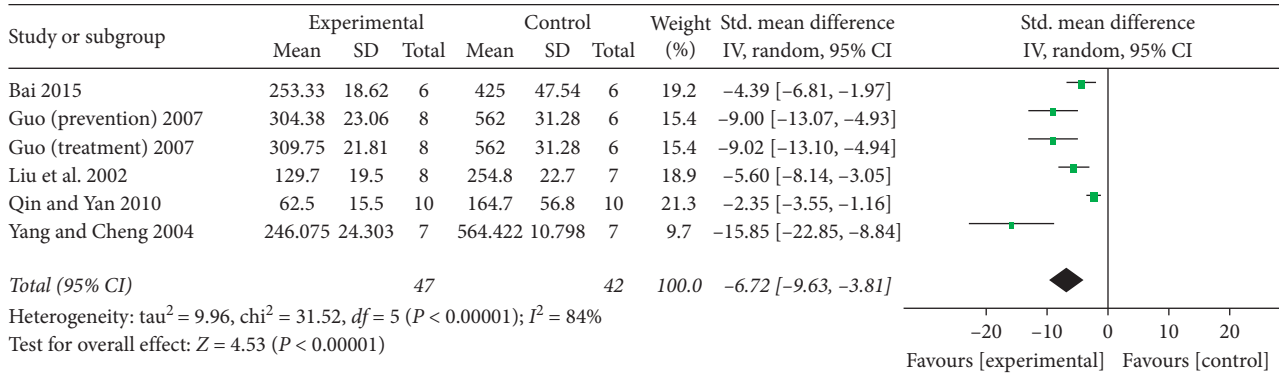 Study or subgroup Experimental Control Weight (%) Std. mean difference IV, random, 95% CI Std. mean difference IV, random, 95% CI
Mean SD Total Mean SD Total
Bai 2015 253.33 18.62 6 425 47.54 6 19.2 −4.39 [−6.81, −1.97]
Guo (prevention) 2007 304.38 23.06 8 562 31.28 6 15.4 −9.00 [−13.07, −4.93]
Guo (treatment) 2007 309.75 21.81 8 562 31.28 6 15.4 −9.02 [−13.10, −4.94]
Liu et al. 2002 129.7 19.5 8 254.8 22.7 7 18.9 −5.60 [−8.14, −3.05]
Qin and Yan 2010 62.5 15.5 10 164.7 56.8 10 21.3 −2.35 [−3.55, −1.16]
Yang and Cheng 2004 246.075 24.303 7 564.422 10.798 7 9.7 −15.85 [−22.85, −8.84]
Total (95% CI) 47 42 100.0 −6.72 [−9.63, −3.81]
Heterogeneity: tau² = 9.96, chi² = 31.52, df = 5 (P < 0.00001); I² = 84%
Test for overall effect: Z = 4.53 (P < 0.00001)
−20 −10 0 10 20
Favours [experimental] Favours [control]